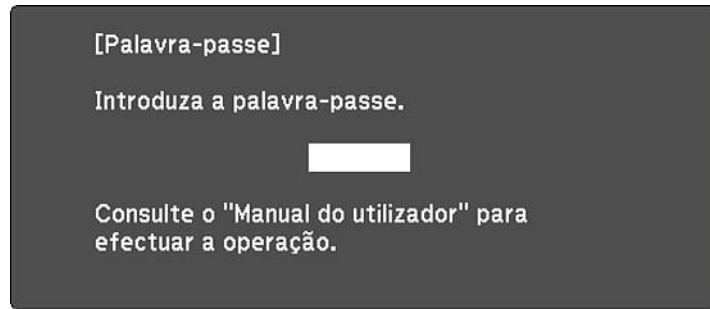 [Palavra-passe]
Introduza a palavra-passe.
Consulte o "Manual do utilizador" para
efectuar a operação.